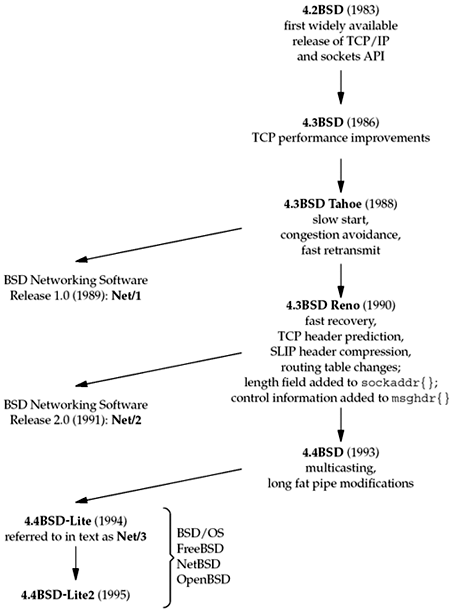 4.2BSD (1983)
first widely available
release of TCP/IP
and sockets API
4.3BSD (1986)
TCP performance improvements
4.3BSD Tahoe (1988)
slow start,
congestion avoidance,
fast retransmit
BSD Networking Software
Release 1.0 (1989): Net/1
4.3BSD Reno (1990)
fast recovery,
TCP header prediction,
SLIP header compression,
routing table changes;
length field added to sockaddr{};
control information added to msghdr{}
BSD Networking Software
Release 2.0 (1991): Net/2
4.4BSD (1993)
multicasting,
long fat pipe modifications
4.4BSD-Lite (1994)
referred to in text as Net/3
4.4BSD-Lite2 (1995)
BSD/OS
FreeBSD
NetBSD
OpenBSD